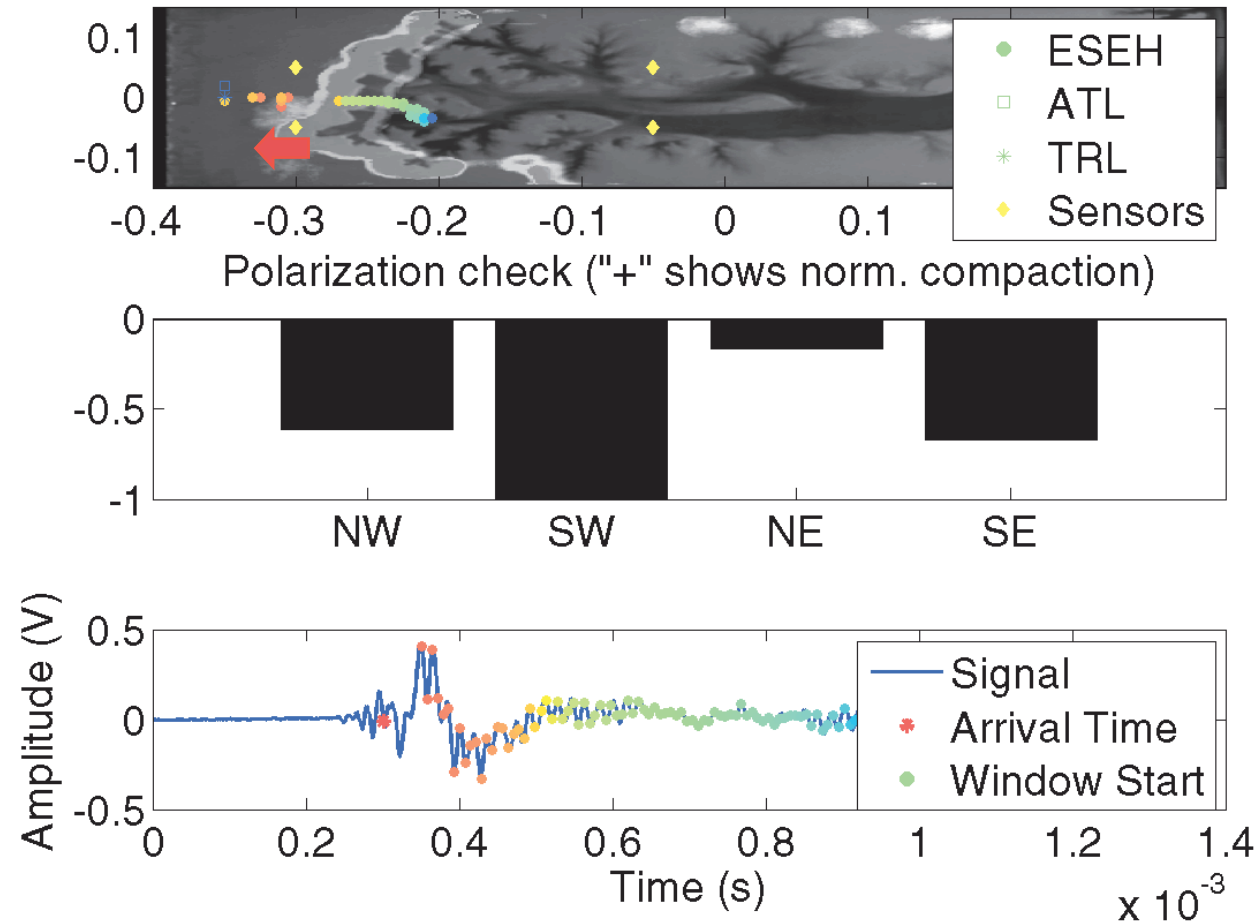 0.1
0
-0.1
-0.4 -0.3 -0.2 -0.1 0 0.1
ESEH
ATL
TRL
Sensors
Polarization check ("+" shows norm. compaction)
0
-0.5
-1
NW SW NE SE
Amplitude (V)
0.5
0
-0.5
Signal
Arrival Time
Window Start
0 0.2 0.4 0.6 0.8 1 1.2 1.4
Time (s)
x 10⁻³